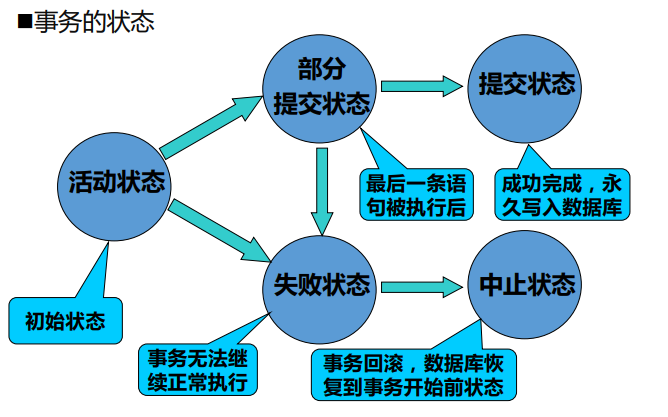 ■事务的状态
部分
提交状态
提交状态
活动状态
最后一条语
句被执行后
成功完成，永
久写入数据库
失败状态
中止状态
初始状态
事务无法继
续正常执行
事务回滚，数据库恢
复到事务开始前状态